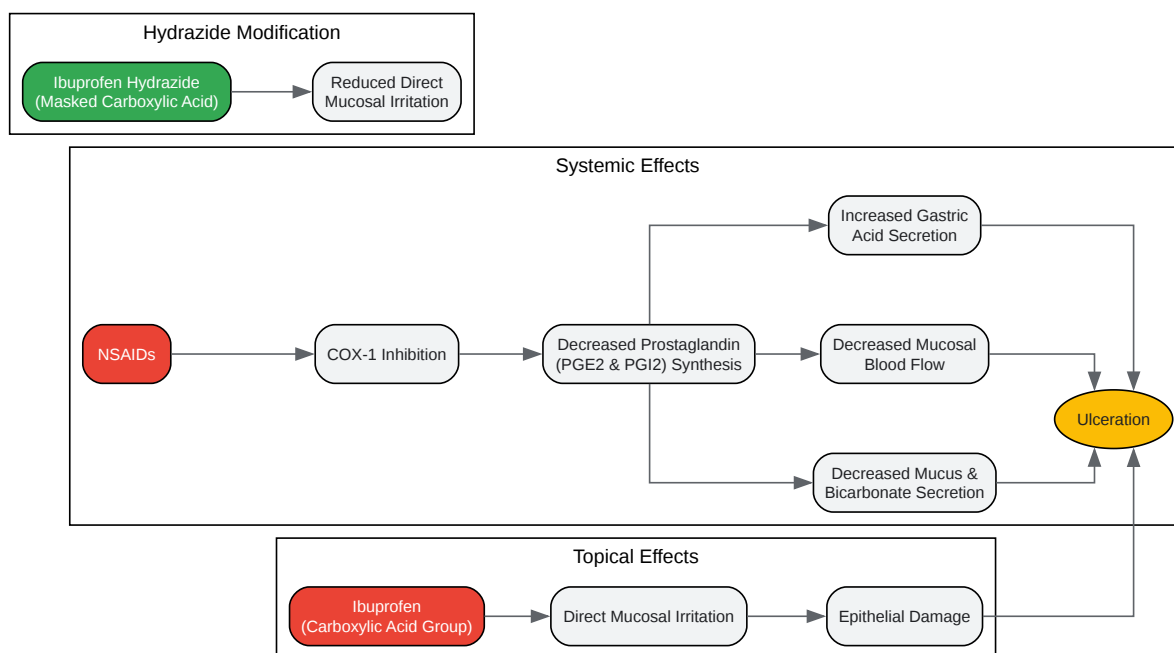 Hydrazide Modification
Ibuprofen Hydrazide
(Masked Carboxylic Acid)
Reduced Direct
Mucosal Irritation
Systemic Effects
Increased Gastric
Acid Secretion
NSAIDs
COX-1 Inhibition
Decreased Prostaglandin
(PGE2 & PGI2) Synthesis
Decreased Mucosal
Blood Flow
Ulceration
Decreased Mucus &
Bicarbonate Secretion
Topical Effects
Ibuprofen
(Carboxylic Acid Group)
Direct Mucosal Irritation
Epithelial Damage